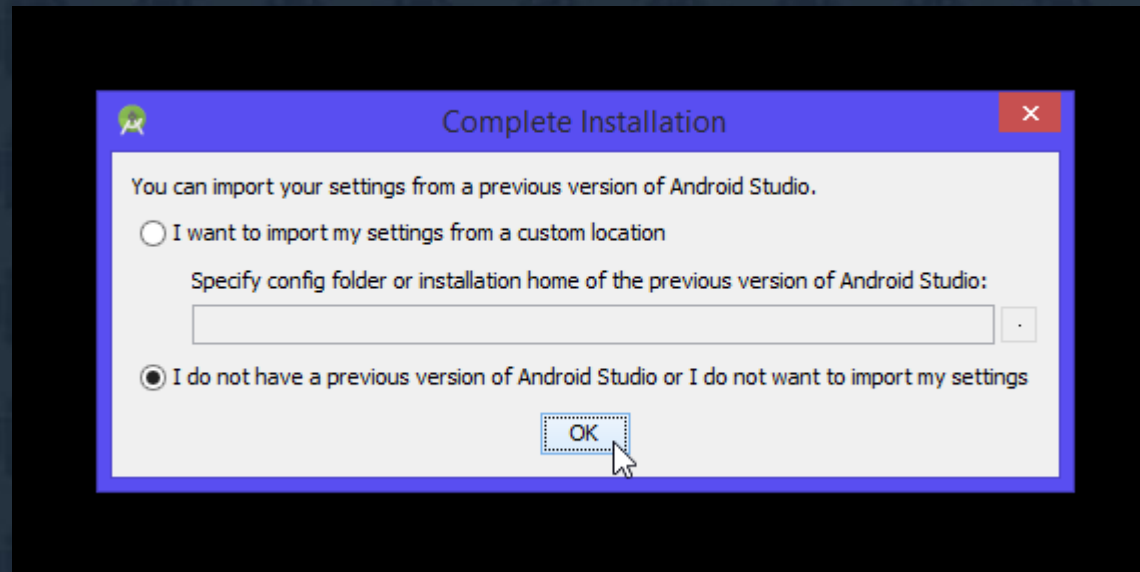 Complete Installation
You can import your settings from a previous version of Android Studio.
I want to import my settings from a custom location
Specify config folder or installation home of the previous version of Android Studio:
I do not have a previous version of Android Studio or I do not want to import my settings
OK